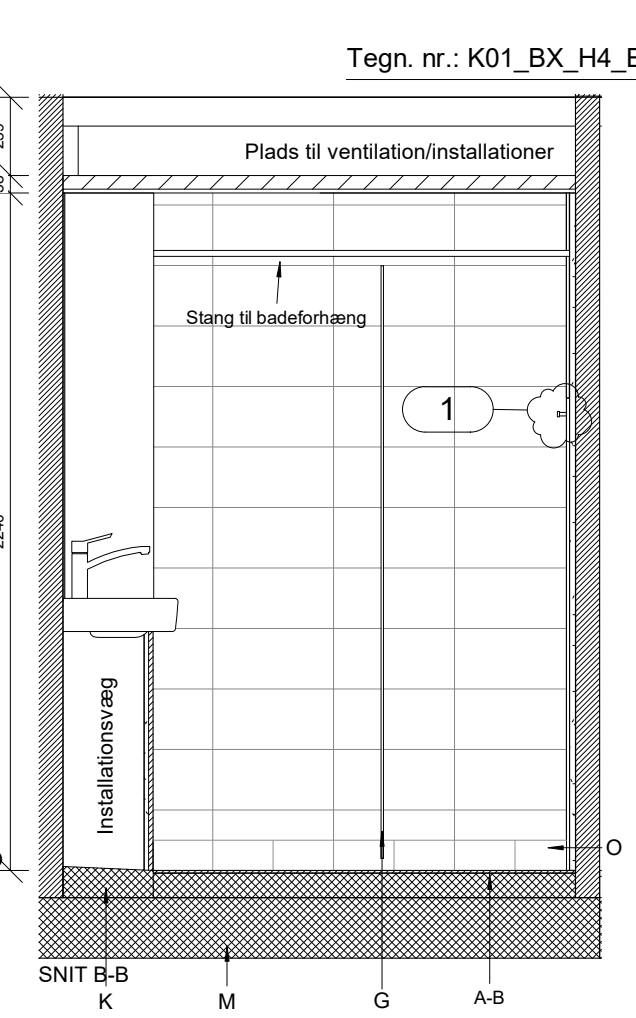 Tegn. nr.: K01_BX_H4_
Plads til ventilation/installationer
Stang til badeforhæng
1
Installationsvæg
O
SNIT B-B
K
M
G
A-B